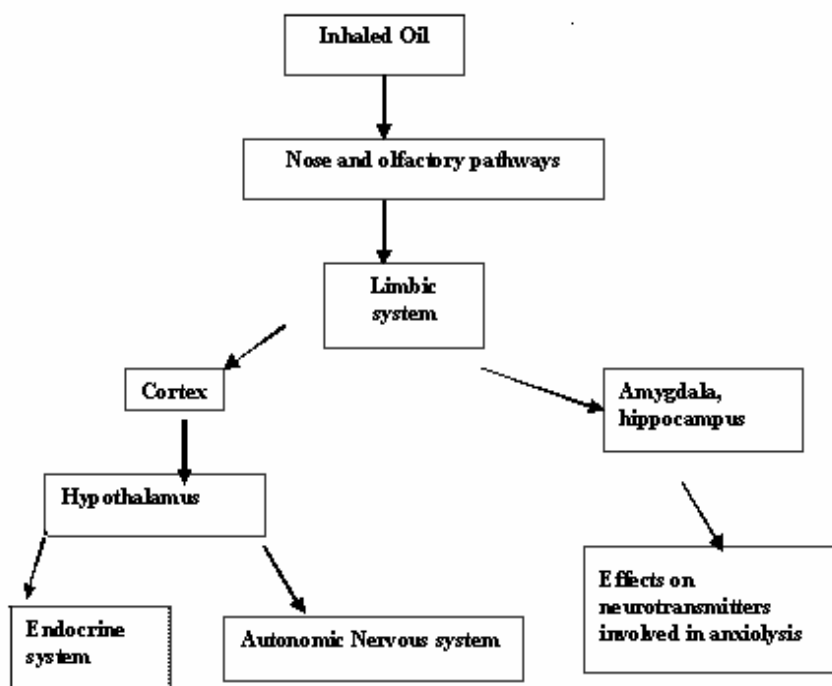 Inhaled Oil
Nose and olfactory pathways
Limbic
system
Cortex
Amygdala,
hippocampus
Hypothalamus
Endocrine
system
Autonomic Nervous system
Effects on
neurotransmitters
involved in anxiolysis